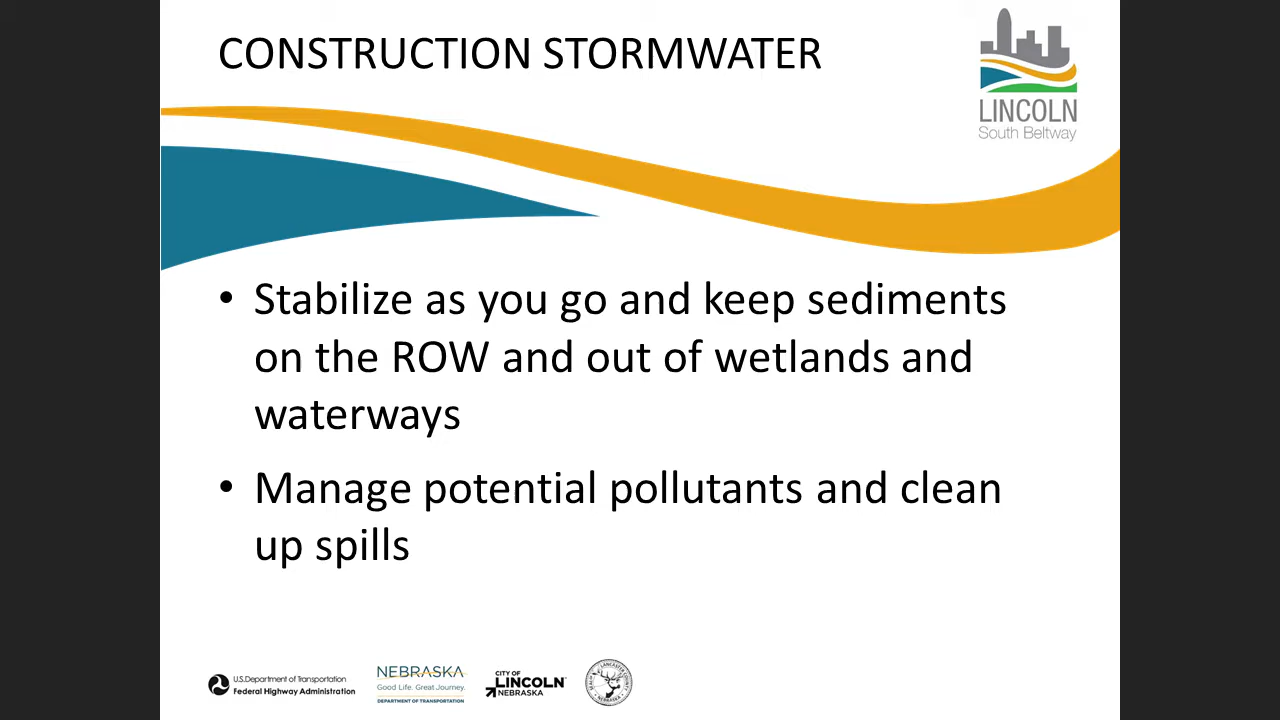 CONSTRUCTION STORMWATER
LINCOLN
South Beltway
• Stabilize as you go and keep sediments
on the ROW and out of wetlands and
waterways
• Manage potential pollutants and clean
up spills
U.S.Department of Transportation
Federal Highway Administration
NEBRASKA
Good Life. Great Journey.
DEPARTMENT OF TRANSPORTATION
CITY OF
LINCOLN
NEBRASKA